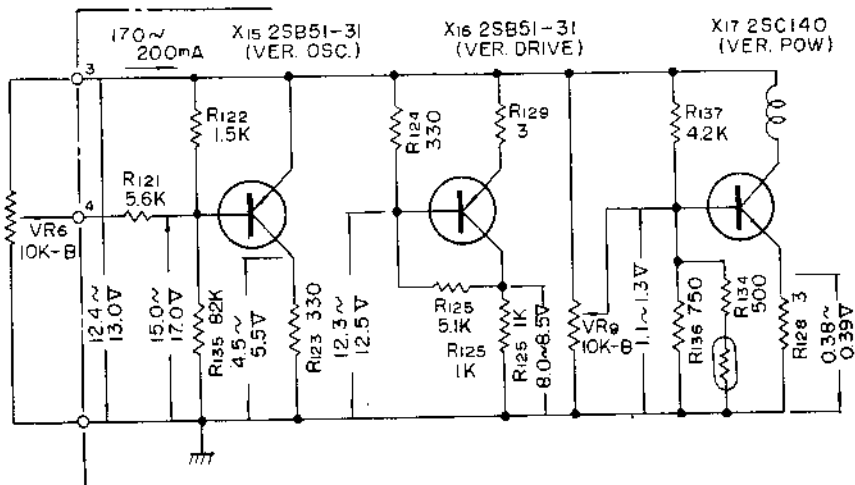 170~
200mA
X15 2SB51-31
(VER. OSC.)
X16 2SB51-31
(VER. DRIVE)
X17 2SC140
(VER. POW)
3
R122
1.5K
R124
330
R129
3
R137
4.2K
R121
5.6K
4
VR6
10K-B
12.4~
13.0V
15.0~
17.0V
R135 82K
4.5~
5.5V
R123 330
12.3~
12.5V
R125
5.1K
R125
1K
R125 1K
8.0~8.5V
VR9
10K-B
1.1~1.3V
R136 750
R134
500
R128 3
0.38~
0.39V